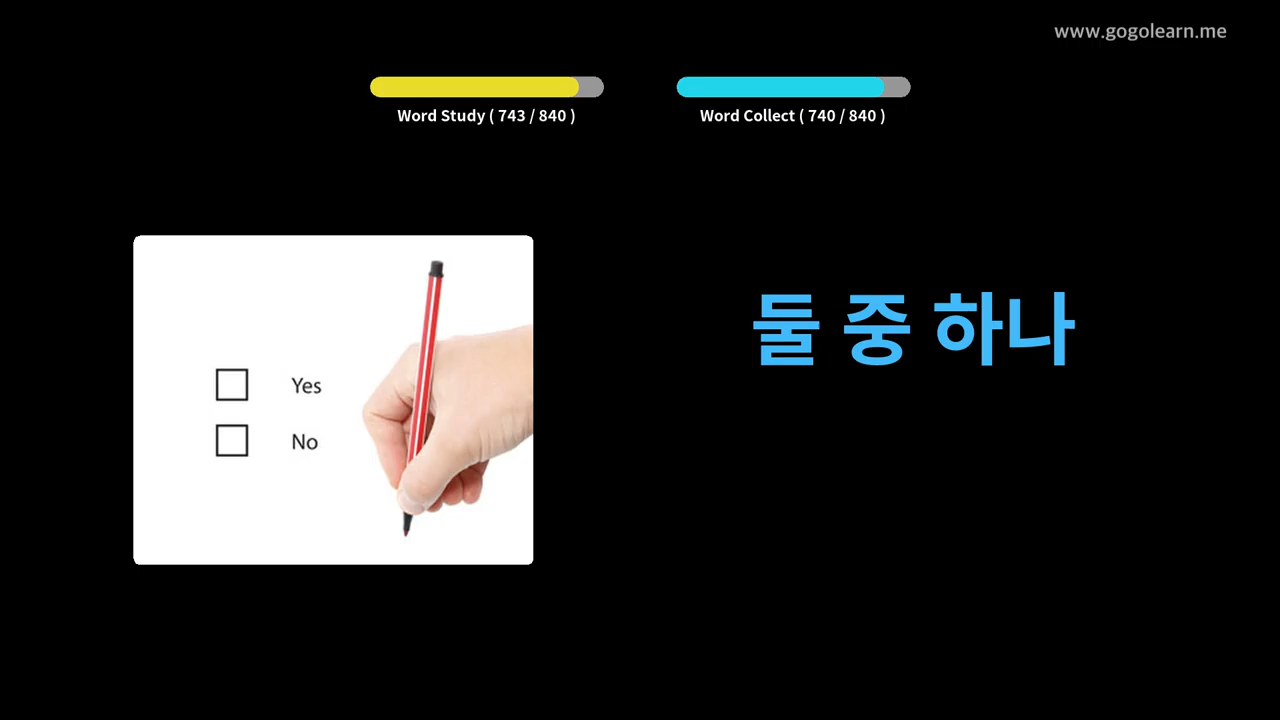 www.gogolearn.me
Word Study ( 743 / 840 )
Word Collect ( 740 / 840 )
Yes
No
둘 중 하나